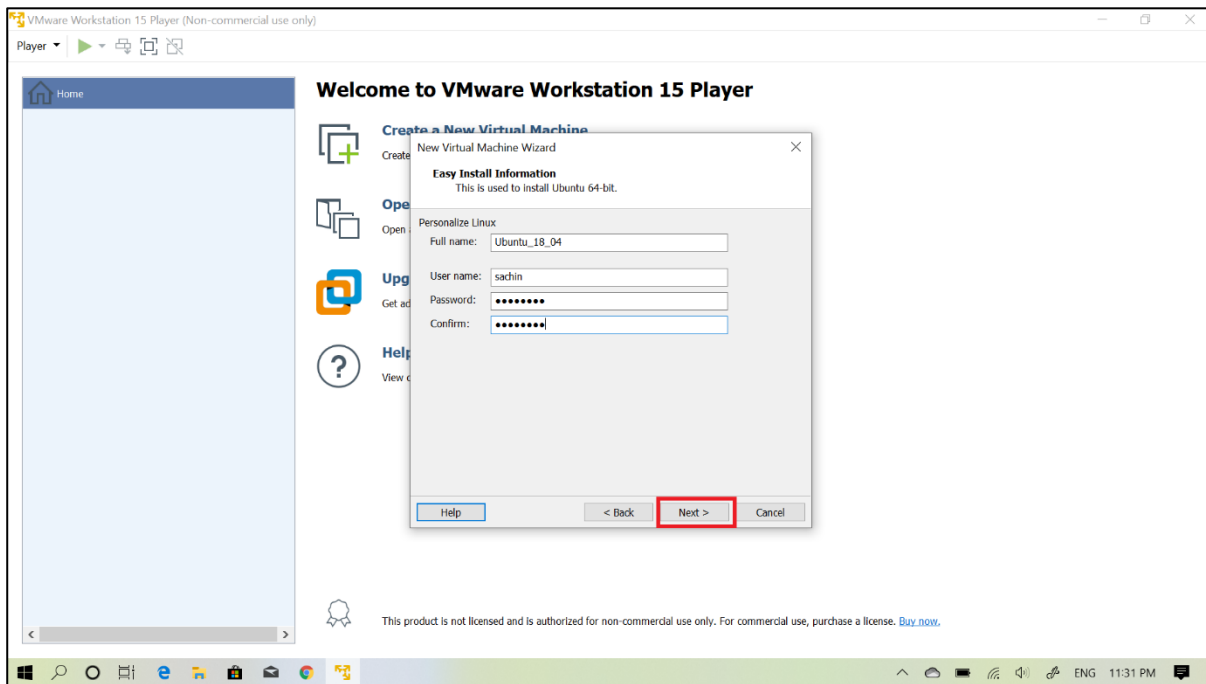 VMware Workstation 15 Player (Non-commercial use only)
Player
Home
Welcome to VMware Workstation 15 Player
Create a New Virtual Machine
Create
Ope
Open
Upg
Get ad
Help
View o
New Virtual Machine Wizard
Easy Install Information
This is used to install Ubuntu 64-bit.
Personalize Linux
Full name: Ubuntu_18_04
User name: sachin
Password: ●●●●●●●●
Confirm: ●●●●●●●●
Help < Back Next > Cancel
This product is not licensed and is authorized for non-commercial use only. For commercial use, purchase a license. Buy now.
ENG 11:31 PM